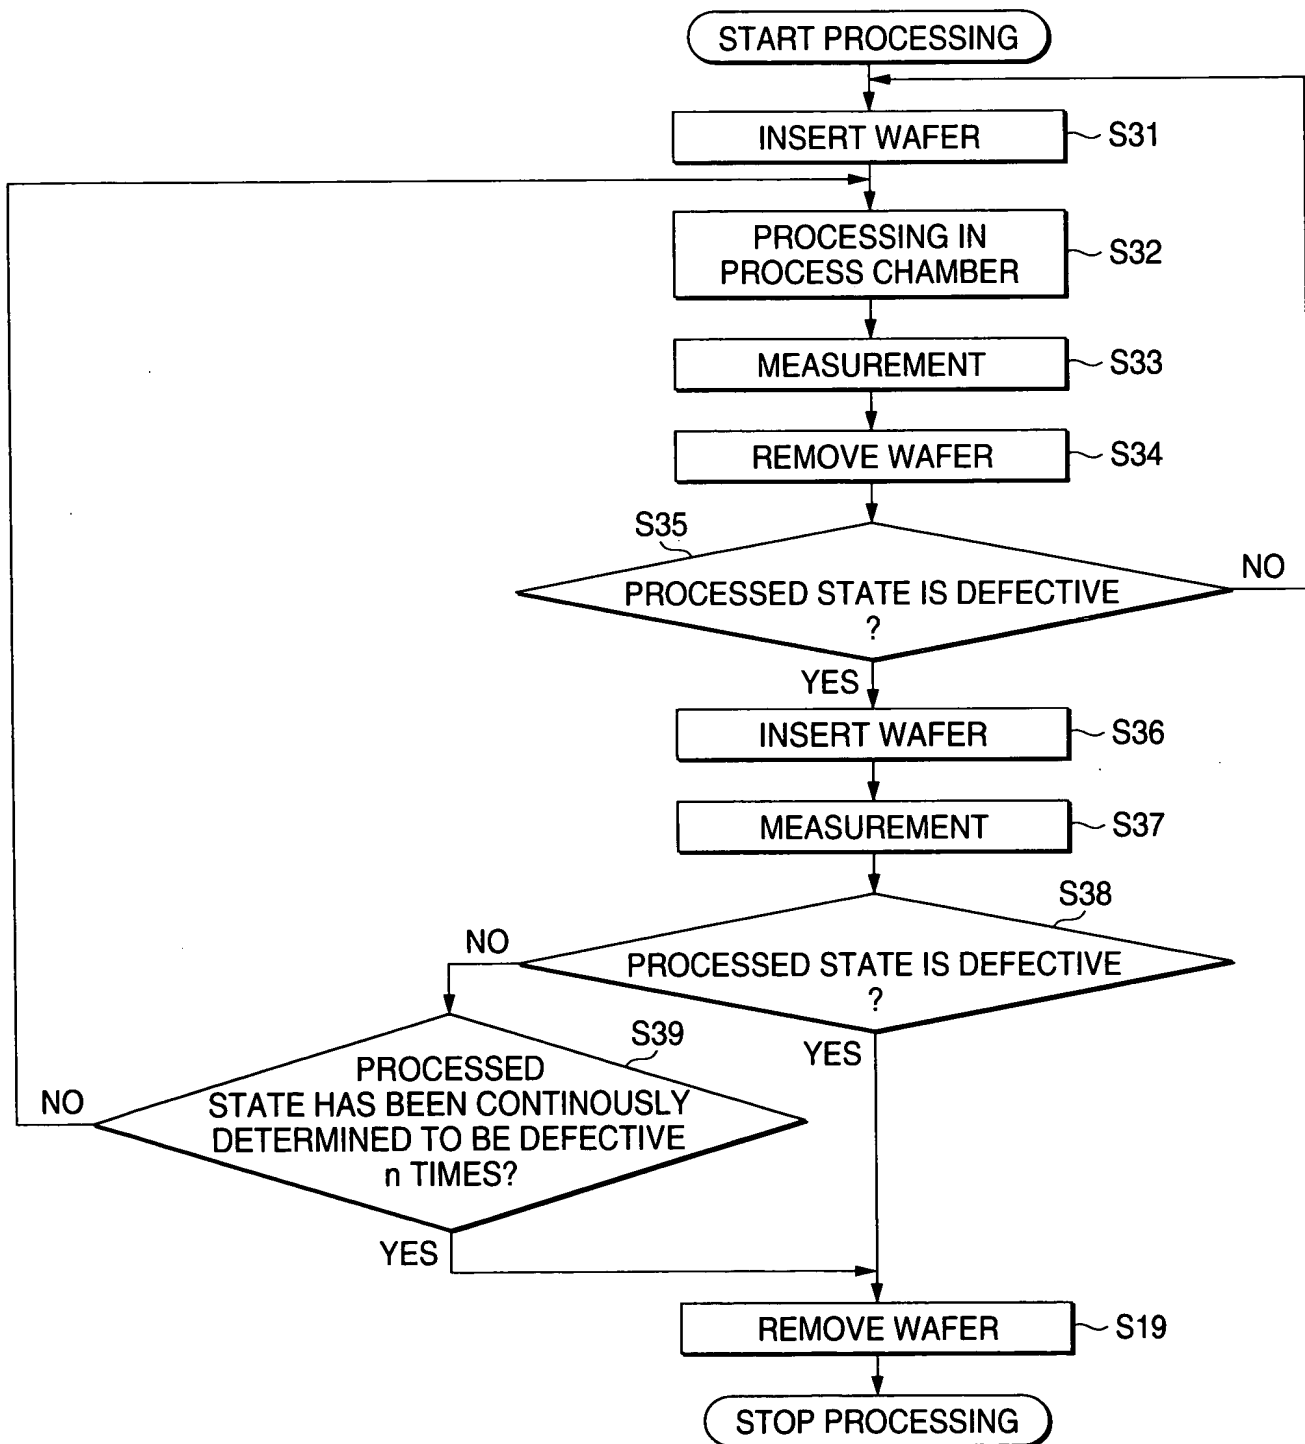 START PROCESSING
INSERT WAFER
S31
PROCESSING IN
PROCESS CHAMBER
S32
MEASUREMENT
S33
REMOVE WAFER
S34
S35
PROCESSED STATE IS DEFECTIVE
?
NO
YES
INSERT WAFER
S36
MEASUREMENT
S37
S38
NO
PROCESSED STATE IS DEFECTIVE
?
YES
S39
PROCESSED
STATE HAS BEEN CONTINOUSLY
DETERMINED TO BE DEFECTIVE
n TIMES?
NO
YES
REMOVE WAFER
S19
STOP PROCESSING